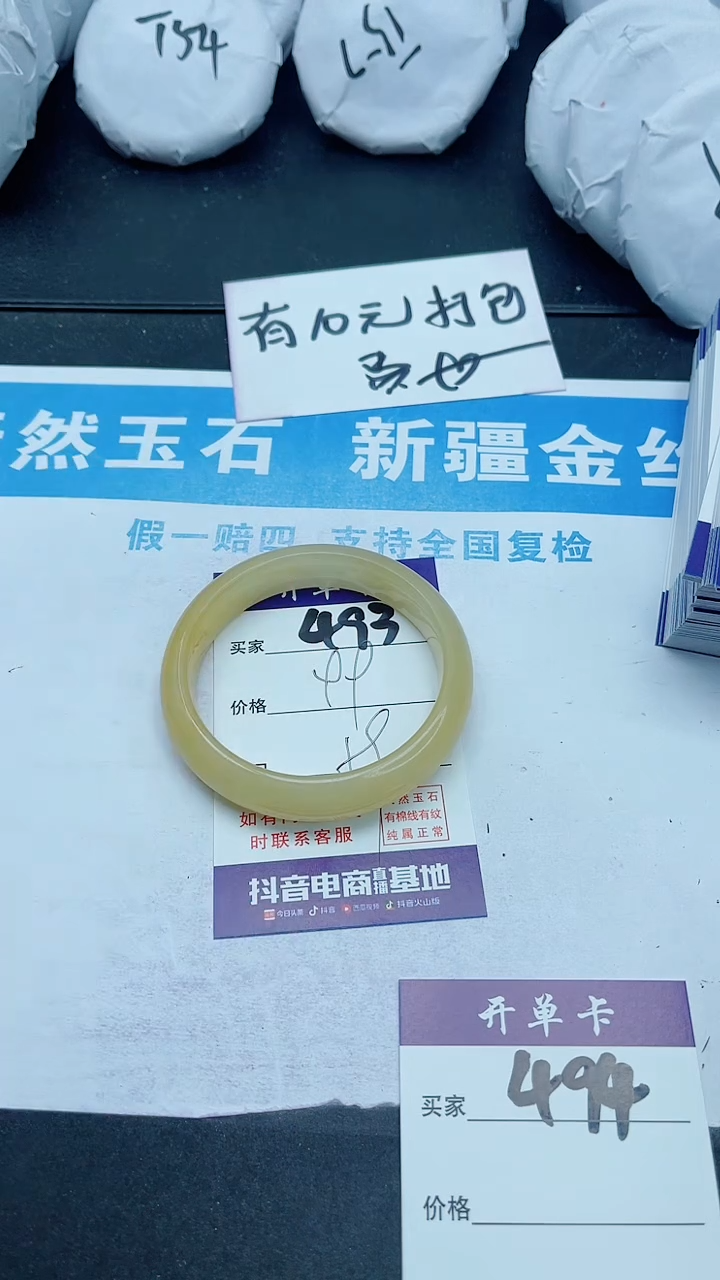 T54
有10元打包
然玉石 新疆金丝
假一赔四 支持全国复检
开单
买家 493
价格 99
58
如有
时联系客服
然玉石
有棉线有纹
纯属正常
抖音电商直播基地
今日头条 抖音 西瓜视频 抖音火山版
开单卡
买家 494
价格